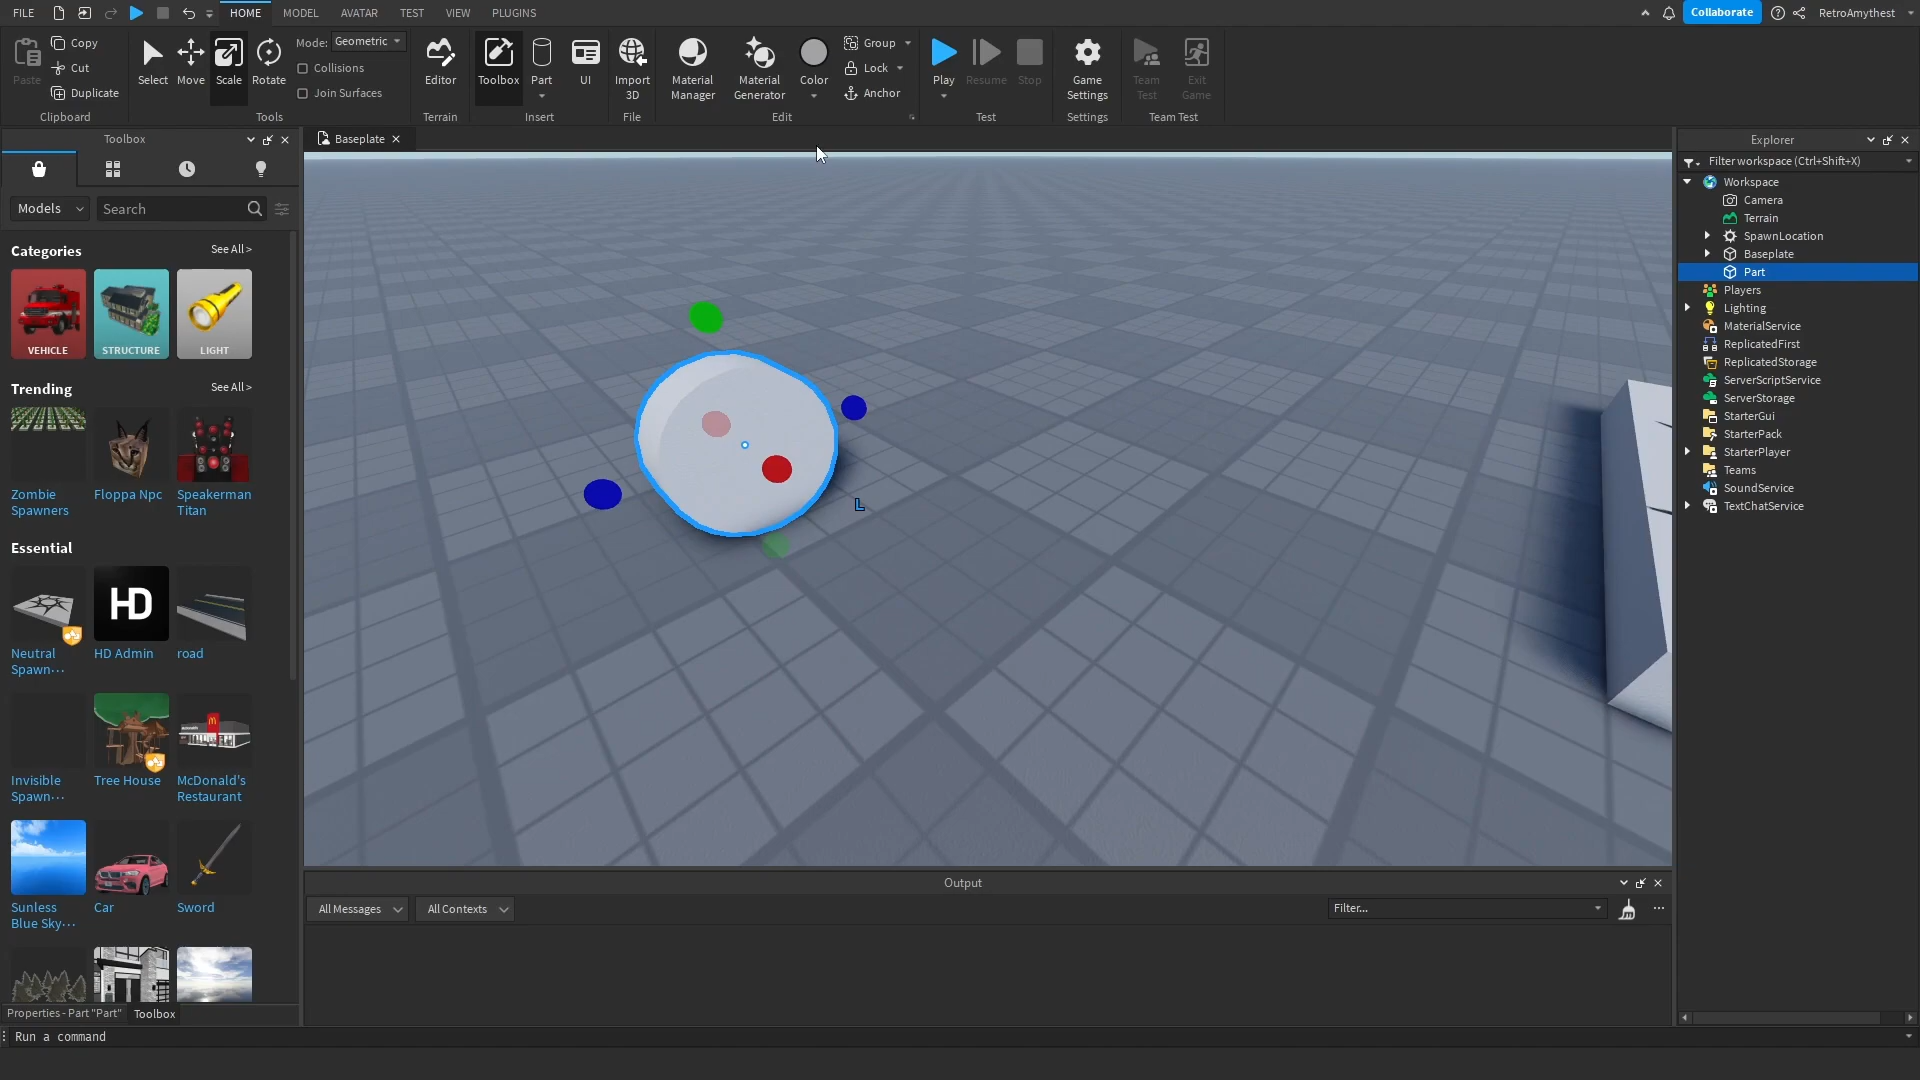 FILE
HOME
MODEL
AVATAR
TEST
VIEW
PLUGINS
Collaborate
RetroAmythest
Paste
Copy
Cut
Duplicate
Clipboard
Select
Move
Scale
Rotate
Mode: Geometric
Collisions
Join Surfaces
Tools
Editor
Terrain
Toolbox
Part
UI
Insert
Import
3D
File
Material
Manager
Material
Generator
Color
Group
Lock
Anchor
Edit
Play
Resume
Stop
Test
Game
Settings
Settings
Team
Test
Exit
Game
Team Test
Toolbox
Models
Search
Categories
See All >
VEHICLE
STRUCTURE
LIGHT
Trending
See All >
Zombie
Spawners
Floppa Npc
Speakerman
Titan
Essential
HD
Neutral
Spawn···
HD Admin
road
Invisible
Spawn···
Tree House
McDonald's
Restaurant
Sunless
Blue Sky···
Car
Sword
Properties - Part "Part"
Toolbox
Baseplate
L
Output
All Messages
All Contexts
Filter...
Explorer
Filter workspace (Ctrl+Shift+X)
Workspace
Camera
Terrain
SpawnLocation
Baseplate
Part
Players
Lighting
MaterialService
ReplicatedFirst
ReplicatedStorage
ServerScriptService
ServerStorage
StarterGui
StarterPack
StarterPlayer
Teams
SoundService
TextChatService
Run a command